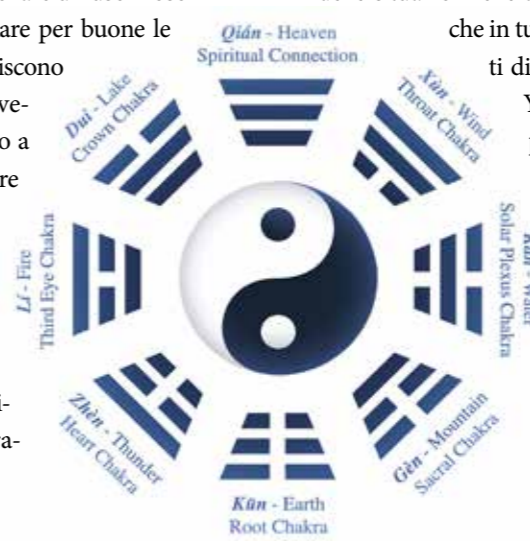 are per buone le
iscono
ve-
o a
re
i-
ra-
che in tu
ti di
Y
Qián - Heaven
Spiritual Connection
Xùn - Wind
Throat Chakra
Solar Plexus Chakra
Gèn - Mountain
Sacral Chakra
Kūn - Earth
Root Chakra
Zhèn - Thunder
Heart Chakra
Lí - Fire
Third Eye Chakra
Duì - Lake
Crown Chakra